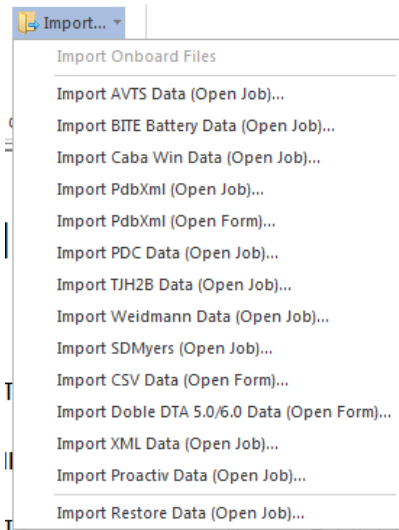 Import...
Import Onboard Files
Import AVTS Data (Open Job)...
Import BITE Battery Data (Open Job)...
Import Caba Win Data (Open Job)...
Import PdbXml (Open Job)...
Import PdbXml (Open Form)...
Import PDC Data (Open Job)...
Import TJH2B Data (Open Job)...
Import Weidmann Data (Open Job)...
Import SDMyers (Open Job)...
Import CSV Data (Open Form)...
Import Doble DTA 5.0/6.0 Data (Open Form)...
Import XML Data (Open Job)...
Import Proactiv Data (Open Job)...
Import Restore Data (Open Job)...